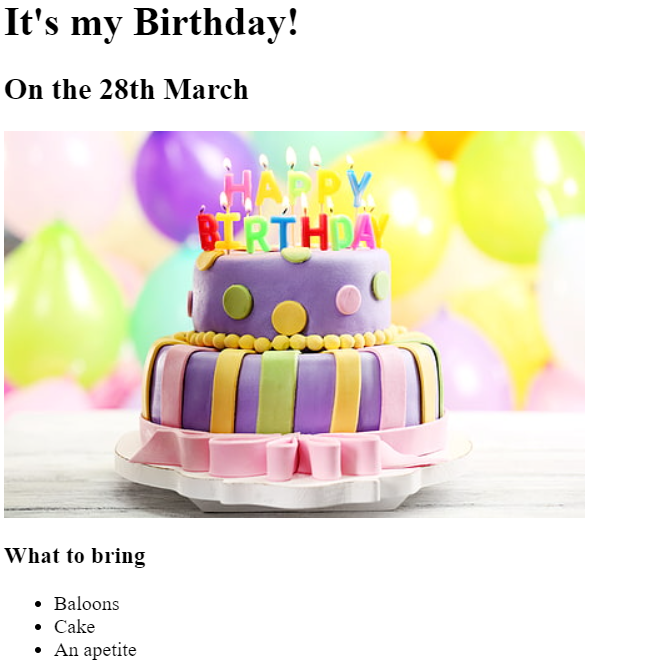 It's my Birthday!
On the 28th March
HAPPY
BIRTHDAY
What to bring
Baloons
Cake
An apetite